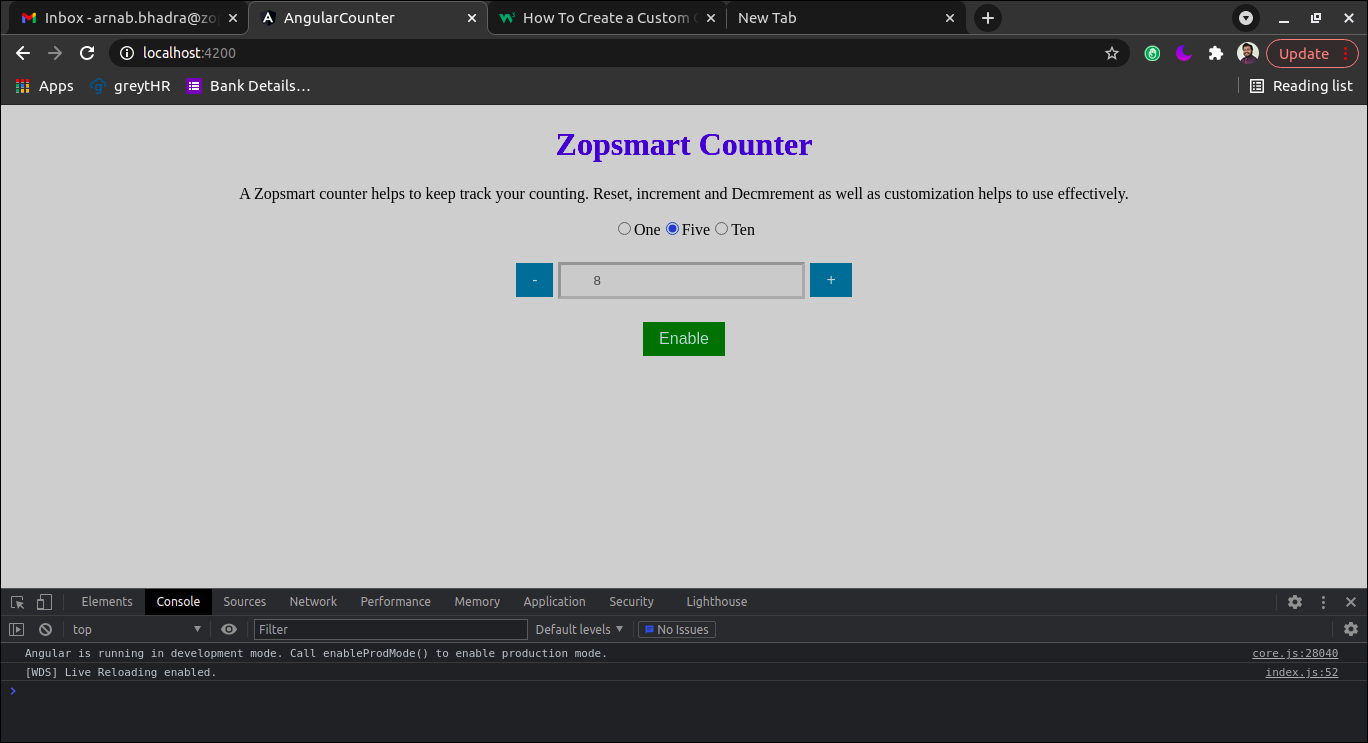 Inbox - arnab.bhadra@zo
AngularCounter
How To Create a Custom
New Tab
localhost:4200
Update
Apps
greytHR
Bank Details…
Reading list
Zopsmart Counter
A Zopsmart counter helps to keep track your counting. Reset, increment and Decmrement as well as customization helps to use effectively.
One Five Ten
- 8 +
Enable
Elements Console Sources Network Performance Memory Application Security Lighthouse
top Filter Default levels No Issues
Angular is running in development mode. Call enableProdMode() to enable production mode. core.js:28040
[WDS] Live Reloading enabled. index.js:52